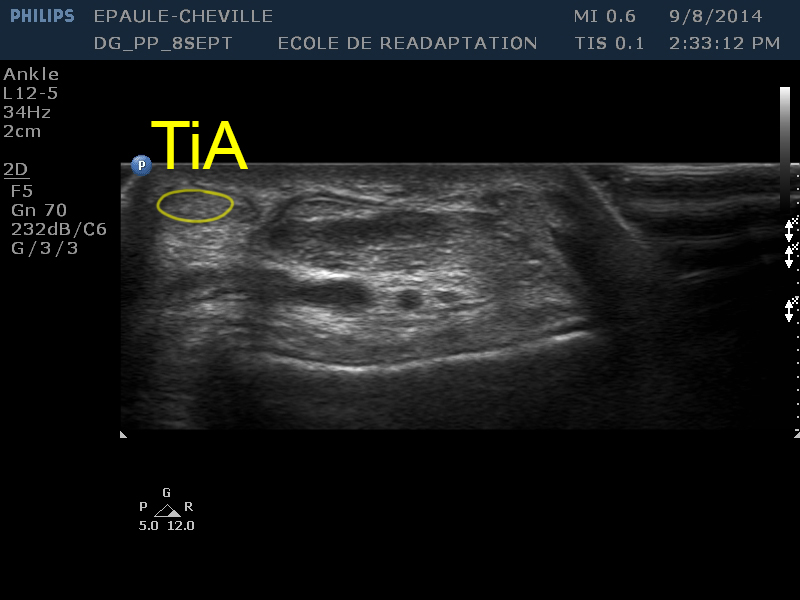 PHILIPS EPAULE-CHEVILLE MI 0.6 9/8/2014
DG_PP_8SEPT ECOLE DE READAPTATION TIS 0.1 2:33:12 PM
Ankle
L12-5
34Hz
2cm
2D
F5
Gn 70
232dB/C6
G/3/3
P
TiA
G
P R
5.0 12.0